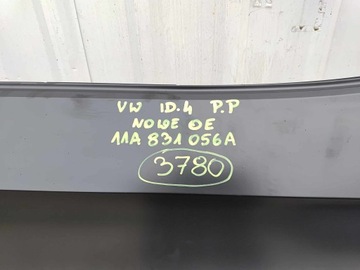 VW ID.4 P.P
NOWE OE
11A 831 056A
3780